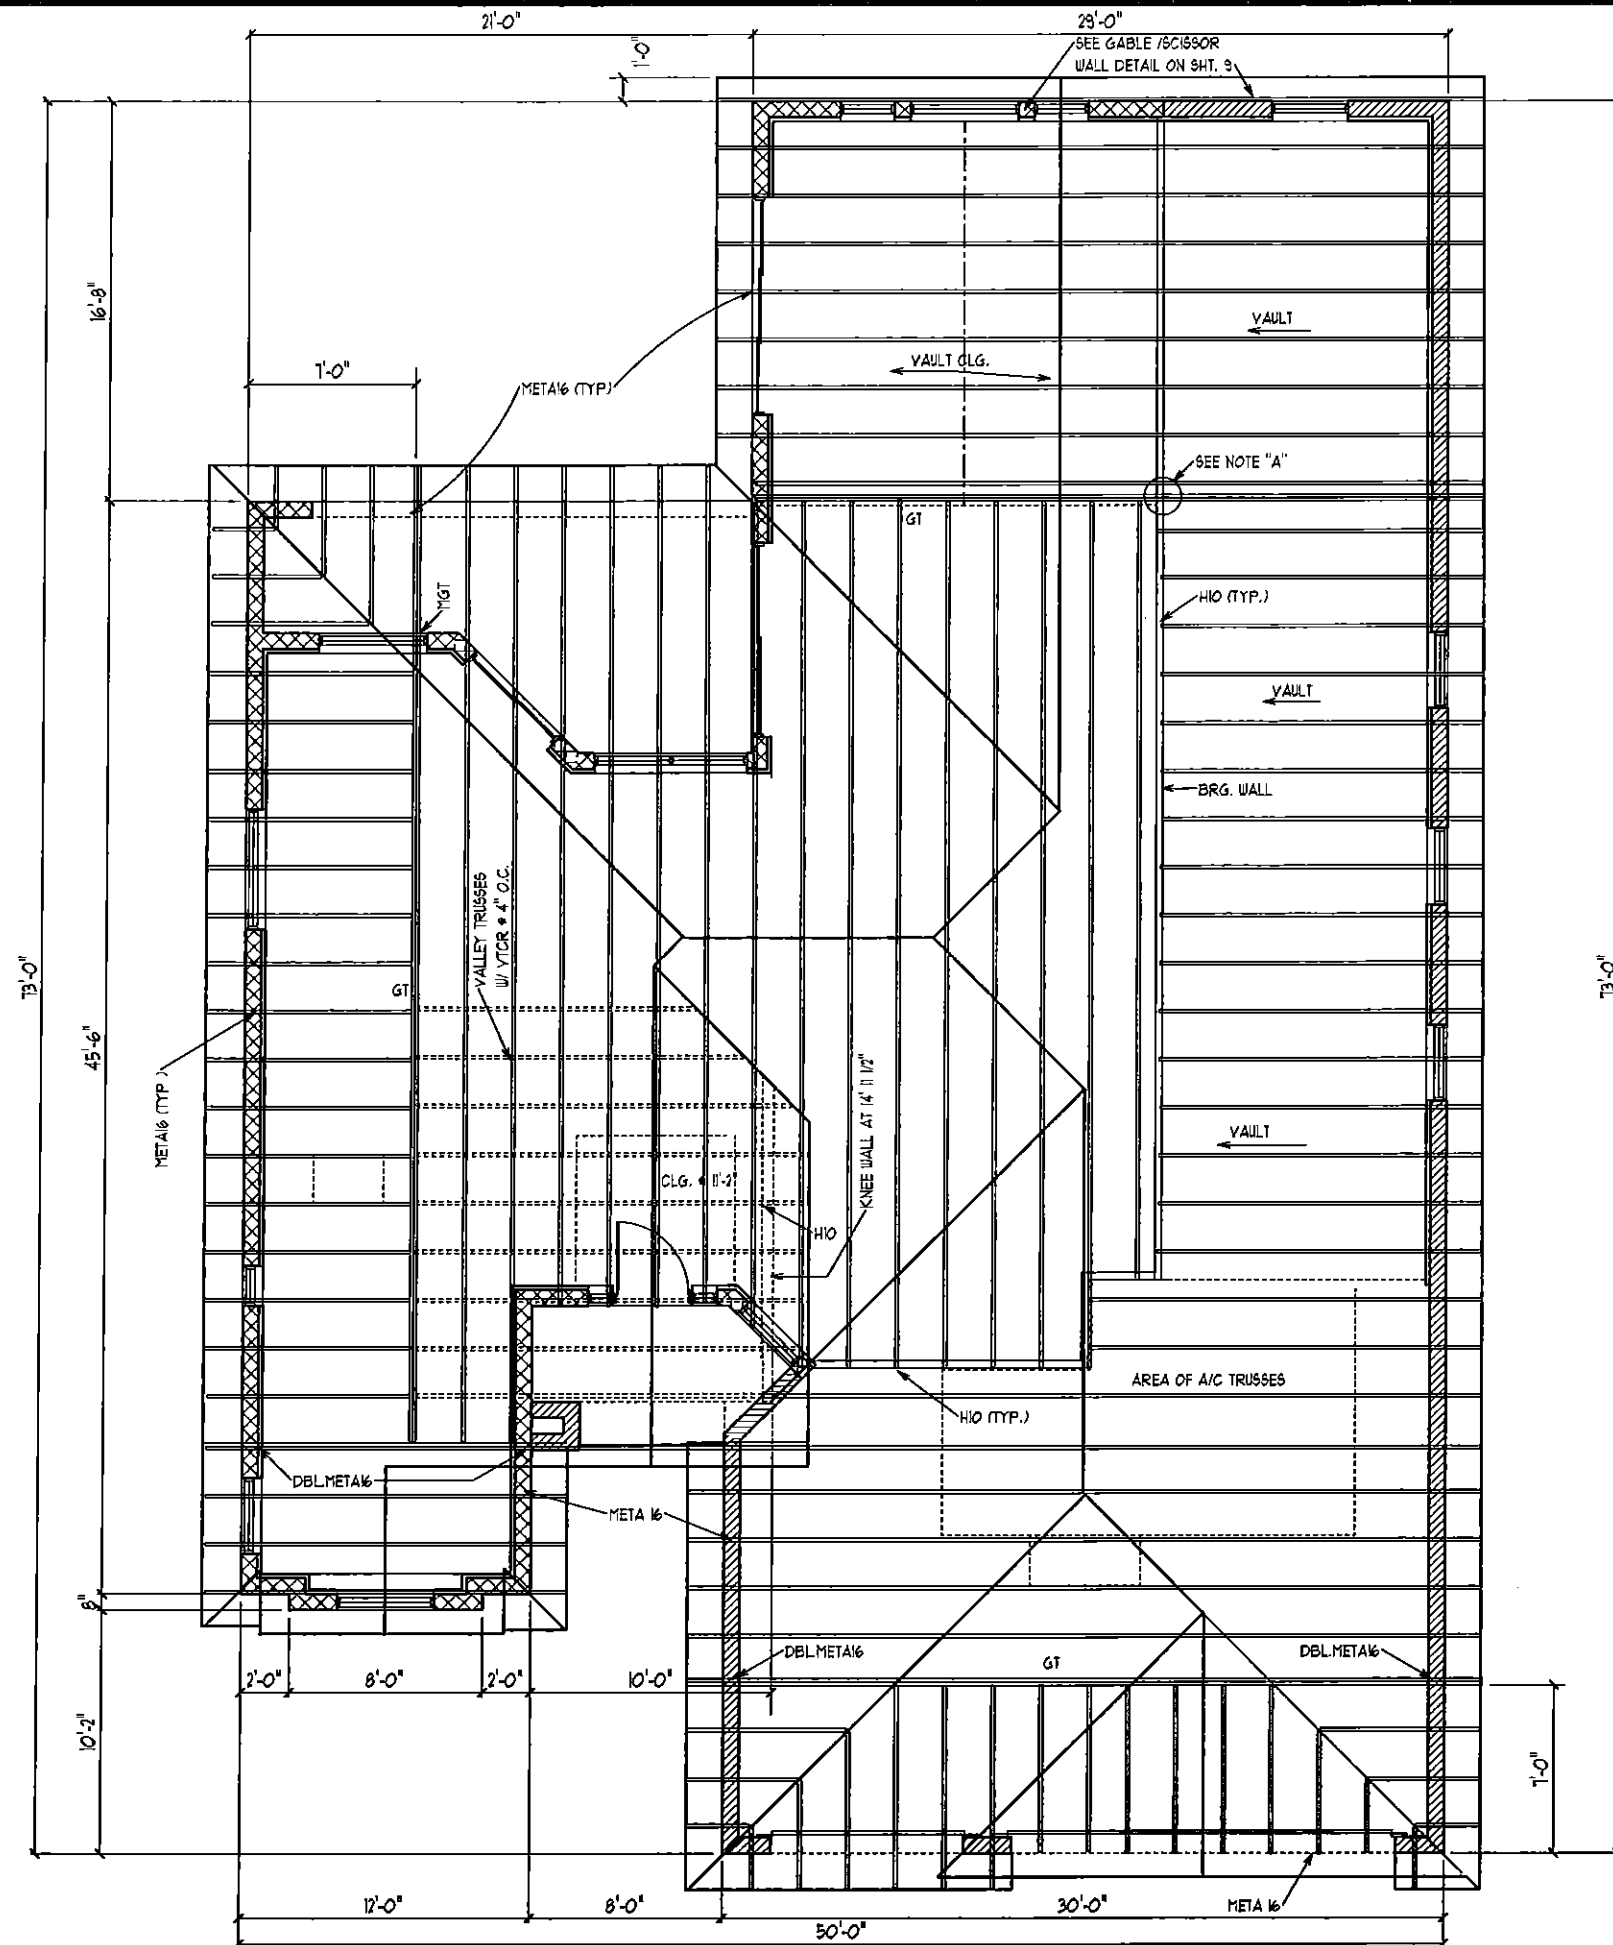 21'-0"
29'-0"
1'-0"
SEE GABLE /SCISSOR
WALL DETAIL ON SHT. 9
16'-8"
VAULT
VAULT CLG.
7'-0"
META16 (TYP)
SEE NOTE "A"
GT
MGT
H10 (TYP.)
VAULT
BRG. WALL
VALLEY TRUSSES
W/ VTCR @ 4" O.C.
73'-0"
73'-0"
GT
45'-6"
META16 (TYP.)
KNEE WALL AT 14' 11 1/2"
VAULT
CLG. @ 11'-2"
H10
AREA OF A/C TRUSSES
H10 (TYP.)
DBL.META16
META 16
8"
DBL.META16
GT
DBL.META16
2'-0"
8'-0"
2'-0"
10'-0"
10'-2"
7'-0"
12'-0"
8'-0"
30'-0"
META 16
50'-0"